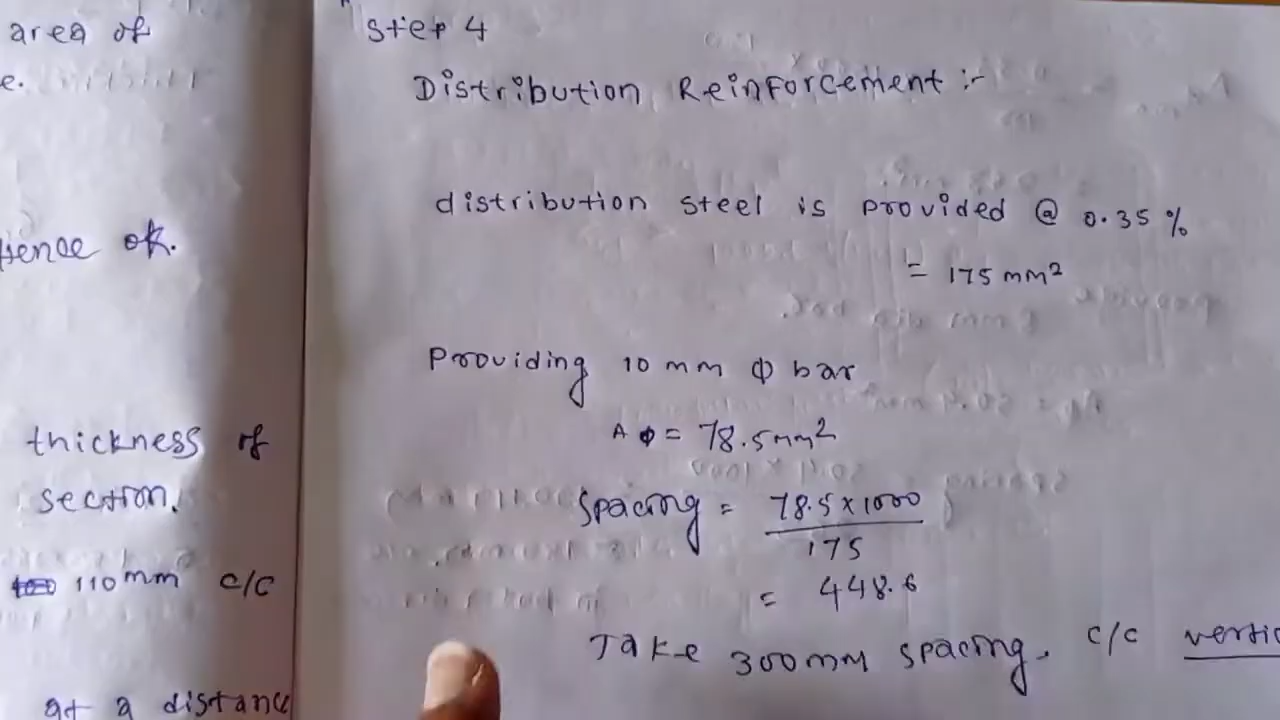 area of
e.
Hence ok.
thickness of
section.
110mm c/c
at a distance
Step 4
Distribution Reinforcement :-
distribution steel is provided @ 0.35 %
= 175 mm²
Providing 10 mm Φ bar
A Φ = 78.5mm²
Spacing = 78.5 x 1000
175
= 448.6
Take 300mm spacing. c/c vertic